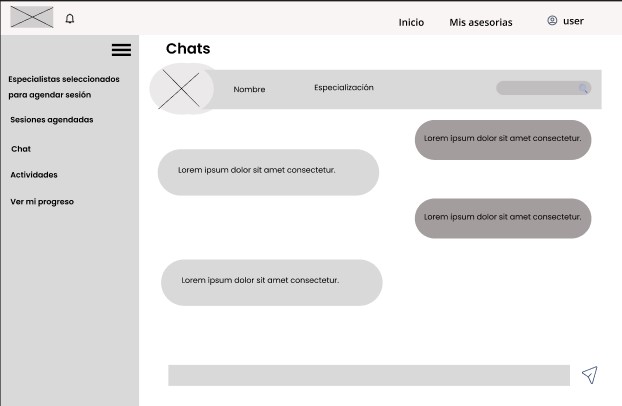 Inicio
Mis asesorias
user
Especialistas seleccionados
para agendar sesión
Sesiones agendadas
Chat
Actividades
Ver mi progreso
Chats
Nombre
Especialización
Lorem ipsum dolor sit amet consectetur.
Lorem ipsum dolor sit amet consectetur.
Lorem ipsum dolor sit amet consectetur.
Lorem ipsum dolor sit amet consectetur.